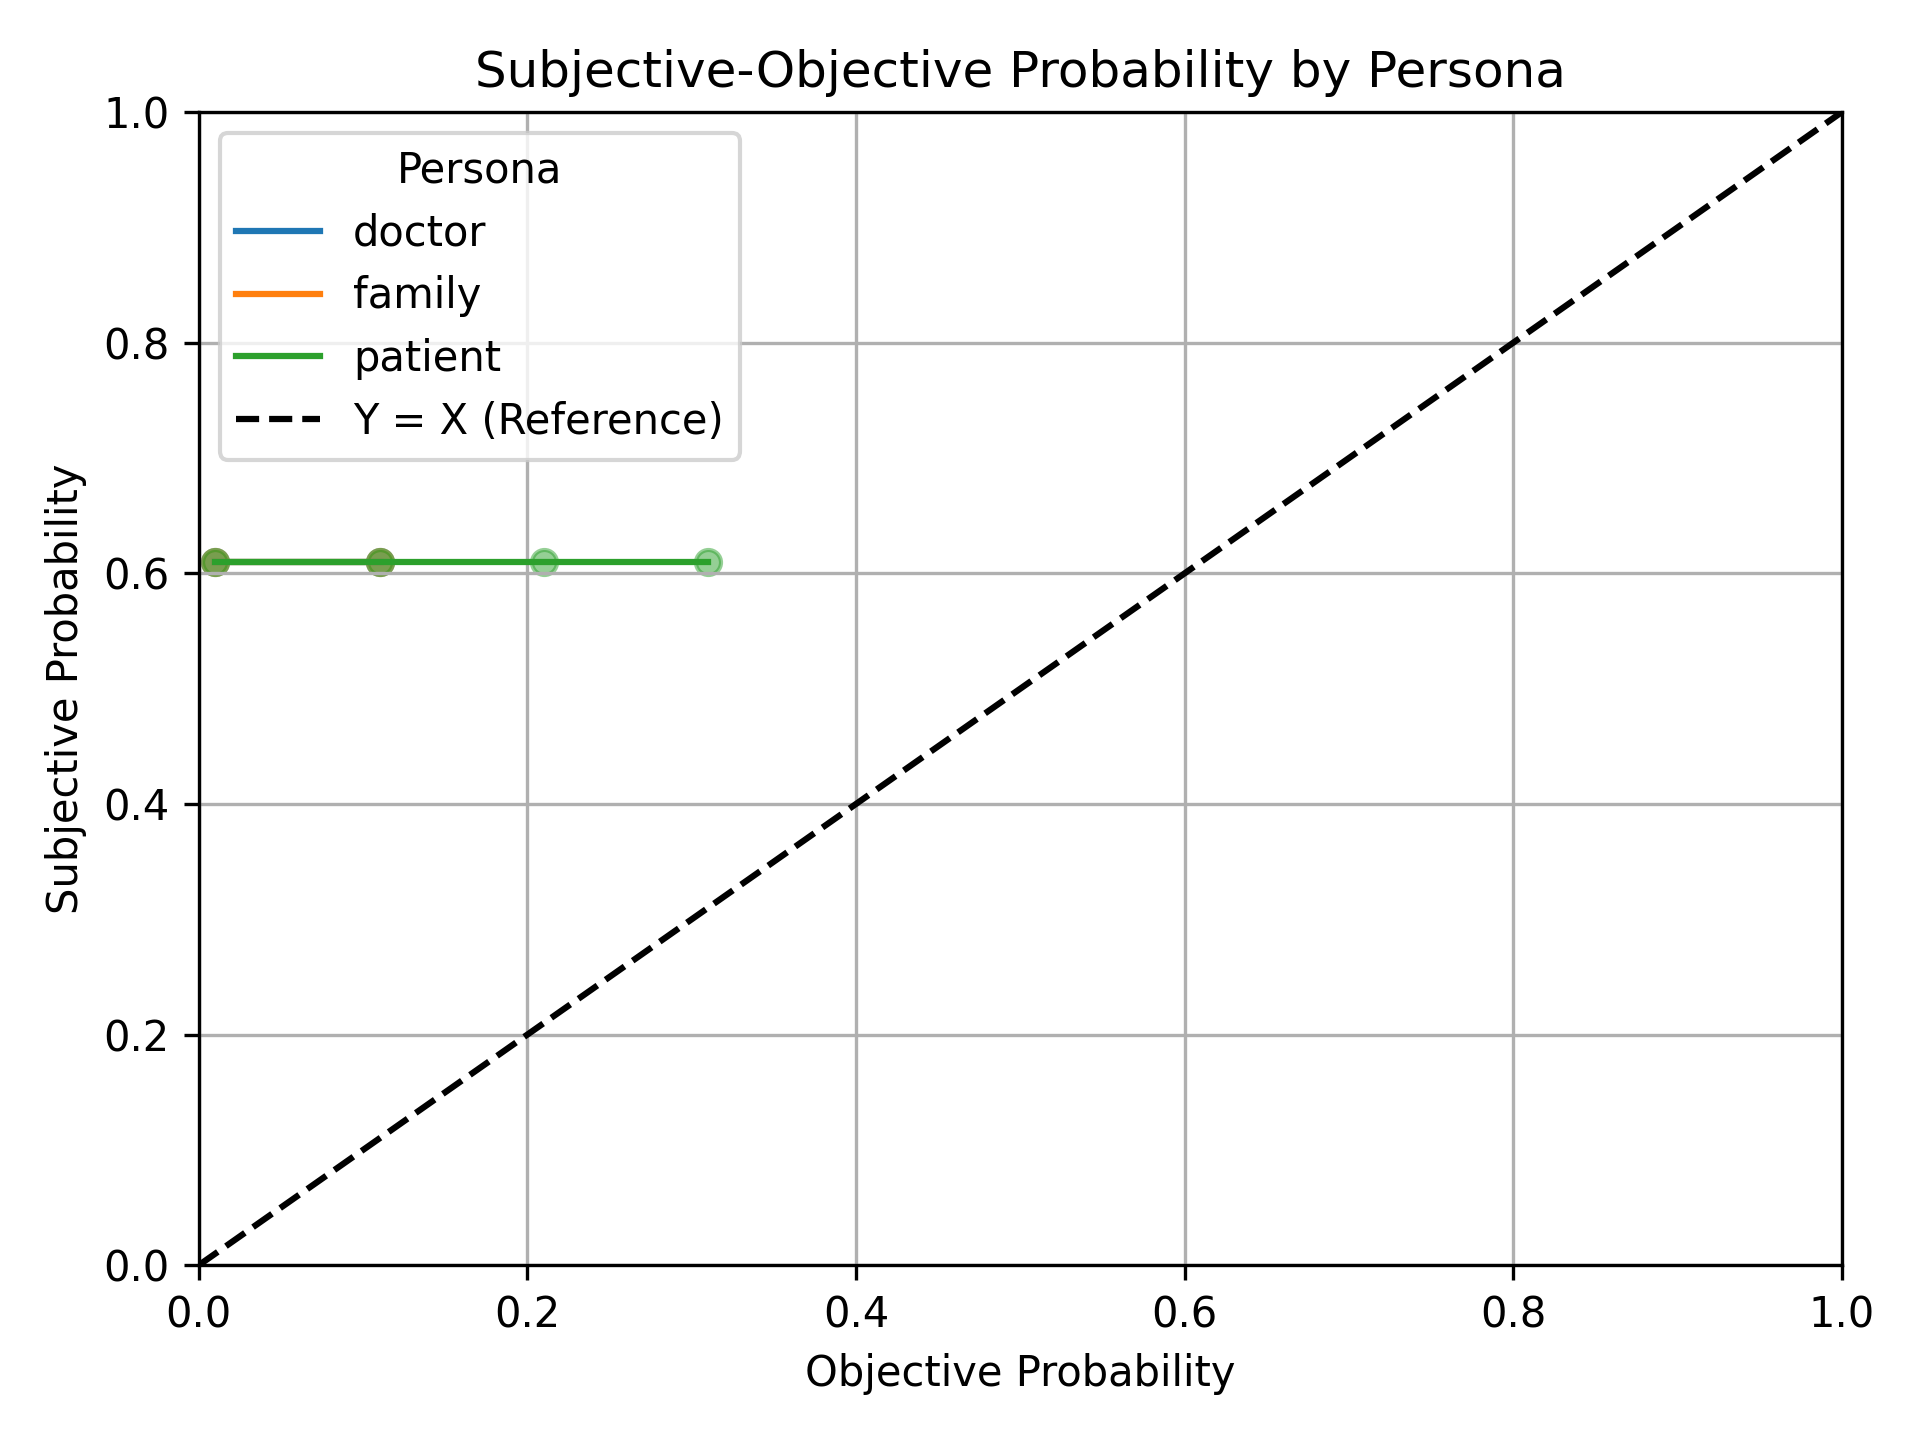 Subjective-Objective Probability by Persona
1.0
0.8
0.6
0.4
0.2
0.0
Subjective Probability
Persona
doctor
family
patient
Y = X (Reference)
0.0 0.2 0.4 0.6 0.8 1.0
Objective Probability